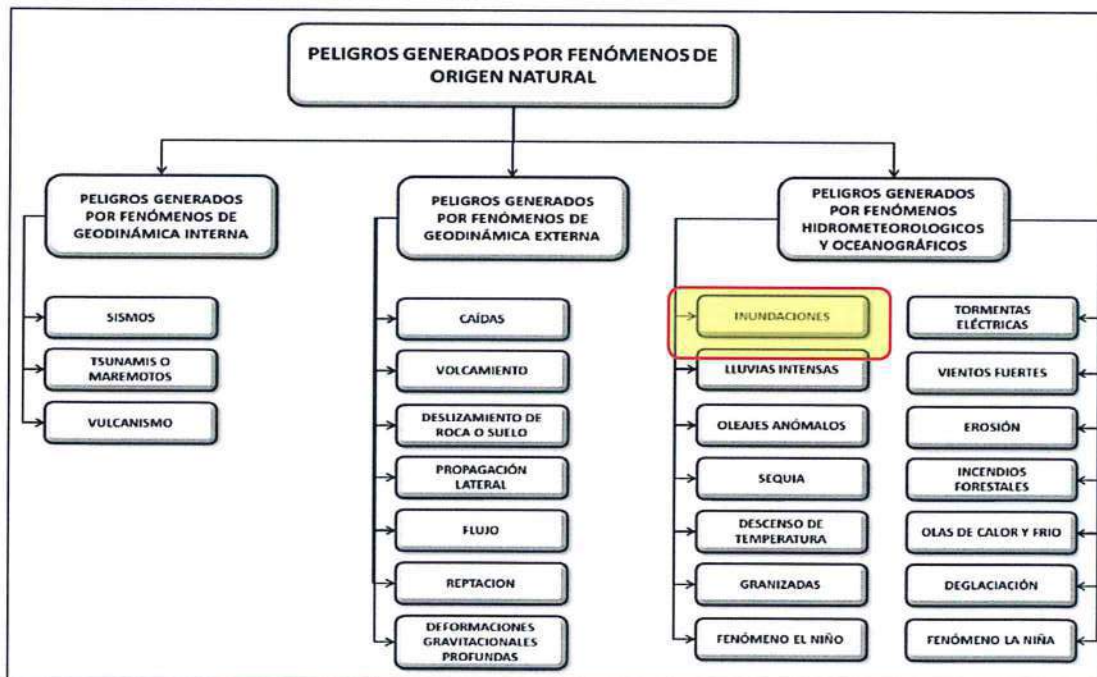 PELIGROS GENERADOS POR FENÓMENOS DE
ORIGEN NATURAL
PELIGROS GENERADOS
POR FENÓMENOS DE
GEODINÁMICA INTERNA
SISMOS
TSUNAMIS O
MAREMOTOS
VULCANISMO
PELIGROS GENERADOS
POR FENÓMENOS DE
GEODINÁMICA EXTERNA
CAÍDAS
VOLCAMIENTO
DESLIZAMIENTO DE
ROCA O SUELO
PROPAGACIÓN
LATERAL
FLUJO
REPTACION
DEFORMACIONES
GRAVITACIONALES
PROFUNDAS
PELIGROS GENERADOS
POR FENÓMENOS
HIDROMETEOROLOGICOS
Y OCEANOGRÁFICOS
INUNDACIONES
LLUVIAS INTENSAS
OLEAJES ANÓMALOS
SEQUIA
DESCENSO DE
TEMPERATURA
GRANIZADAS
FENÓMENO EL NIÑO
TORMENTAS
ELÉCTRICAS
VIENTOS FUERTES
EROSIÓN
INCENDIOS
FORESTALES
OLAS DE CALOR Y FRIO
DEGLACIACIÓN
FENÓMENO LA NIÑA